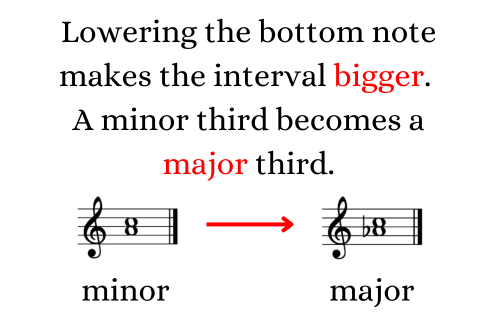 Lowering the bottom note
makes the interval bigger.
A minor third becomes a
major third.
minor
major